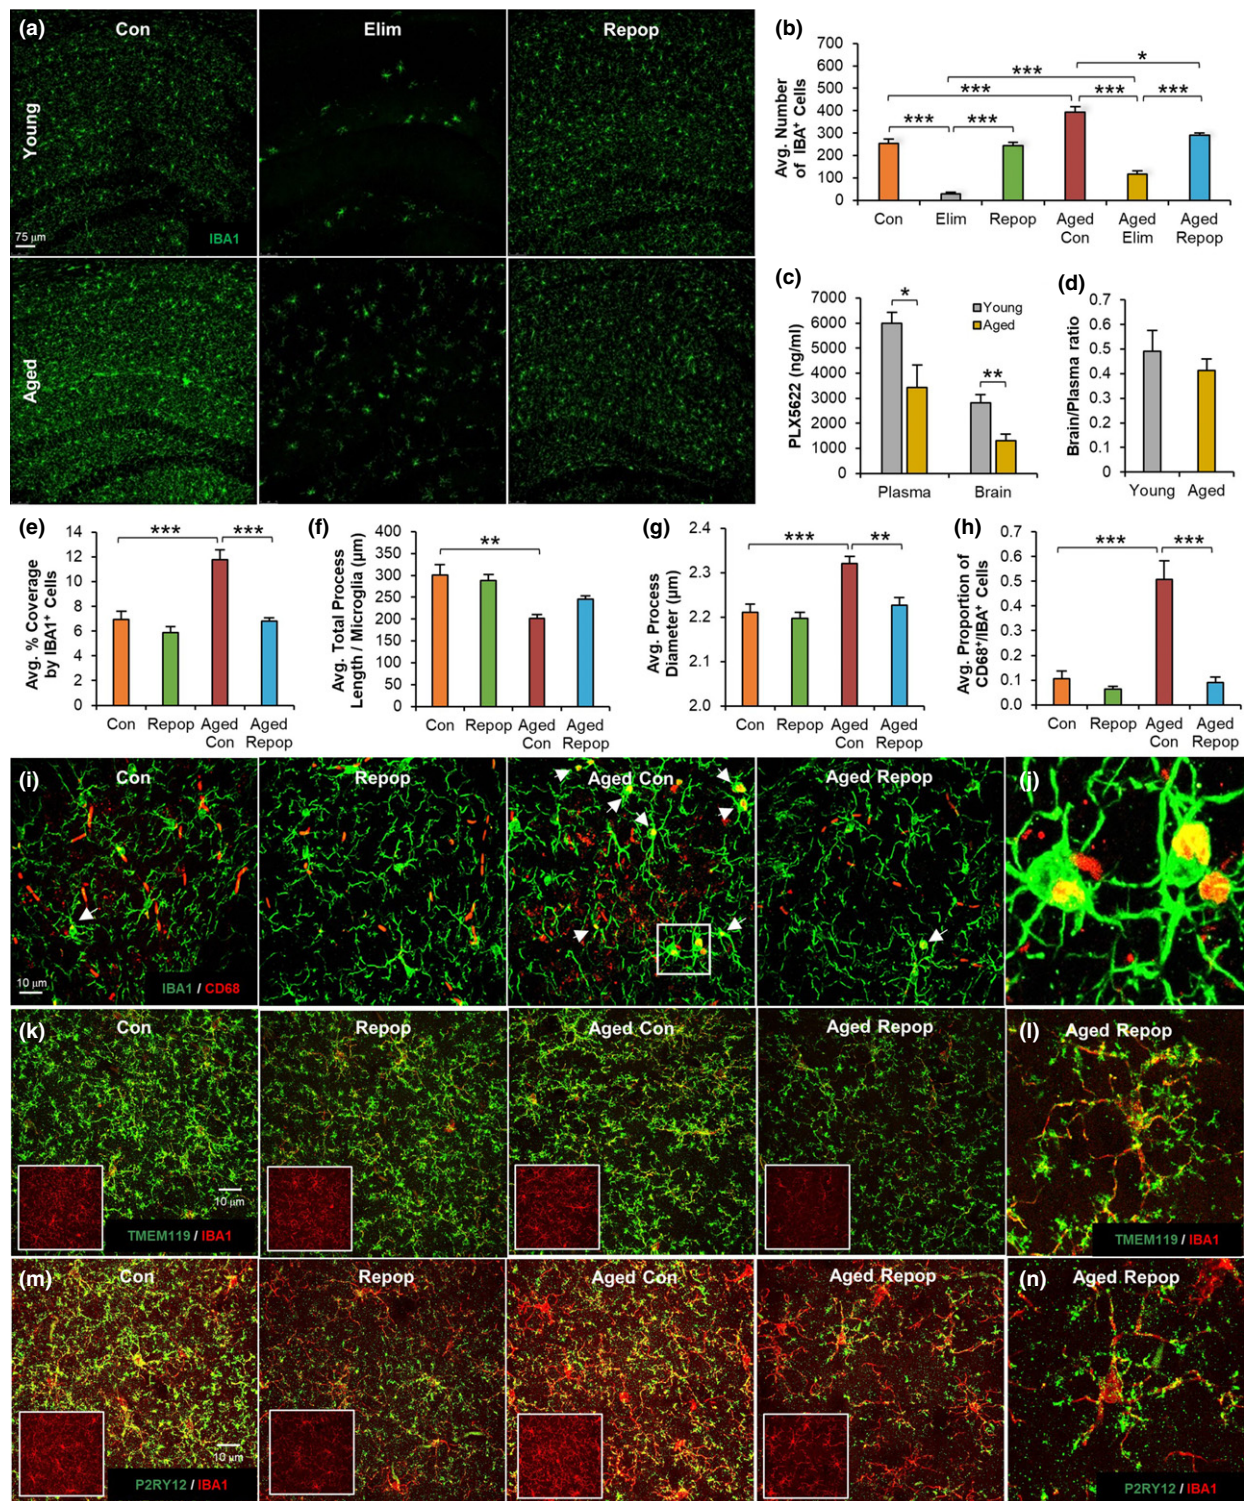 (a)
Con
Elim
Repop
Young
Aged
75 μm
IBA1
(b)
Avg. Number
of IBA⁺ Cells
700
600
500
400
300
200
100
0
***
***
***
***
*
***
***
Con
Elim
Repop
Aged
Con
Aged
Elim
Aged
Repop
(c)
PLX5622 (ng/ml)
7000
6000
5000
4000
3000
2000
1000
0
*
**
Young
Aged
Plasma
Brain
(d)
Brain/Plasma ratio
0.7
0.6
0.5
0.4
0.3
0.2
0.1
0
Young
Aged
(e)
Avg. % Coverage
by IBA1⁺ Cells
14
12
10
8
6
4
2
0
***
***
Con
Repop
Aged
Con
Aged
Repop
(f)
Avg. Total Process
Length / Microglia (μm)
400
350
300
250
200
150
100
50
0
**
Con
Repop
Aged
Con
Aged
Repop
(g)
Avg. Process
Diameter (μm)
2.4
2.3
2.2
2.1
2.0
***
**
Con
Repop
Aged
Con
Aged
Repop
(h)
Avg. Proportion of
CD68⁺/IBA⁺ Cells
0.7
0.6
0.5
0.4
0.3
0.2
0.1
0.0
***
***
Con
Repop
Aged
Con
Aged
Repop
(i)
Con
Repop
Aged Con
Aged Repop
10 μm
IBA1 / CD68
(j)
(k)
Con
Repop
Aged Con
Aged Repop
10 μm
TMEM119 / IBA1
(l)
Aged Repop
TMEM119 / IBA1
(m)
Con
Repop
Aged Con
Aged Repop
10 μm
P2RY12 / IBA1
(n)
Aged Repop
P2RY12 / IBA1